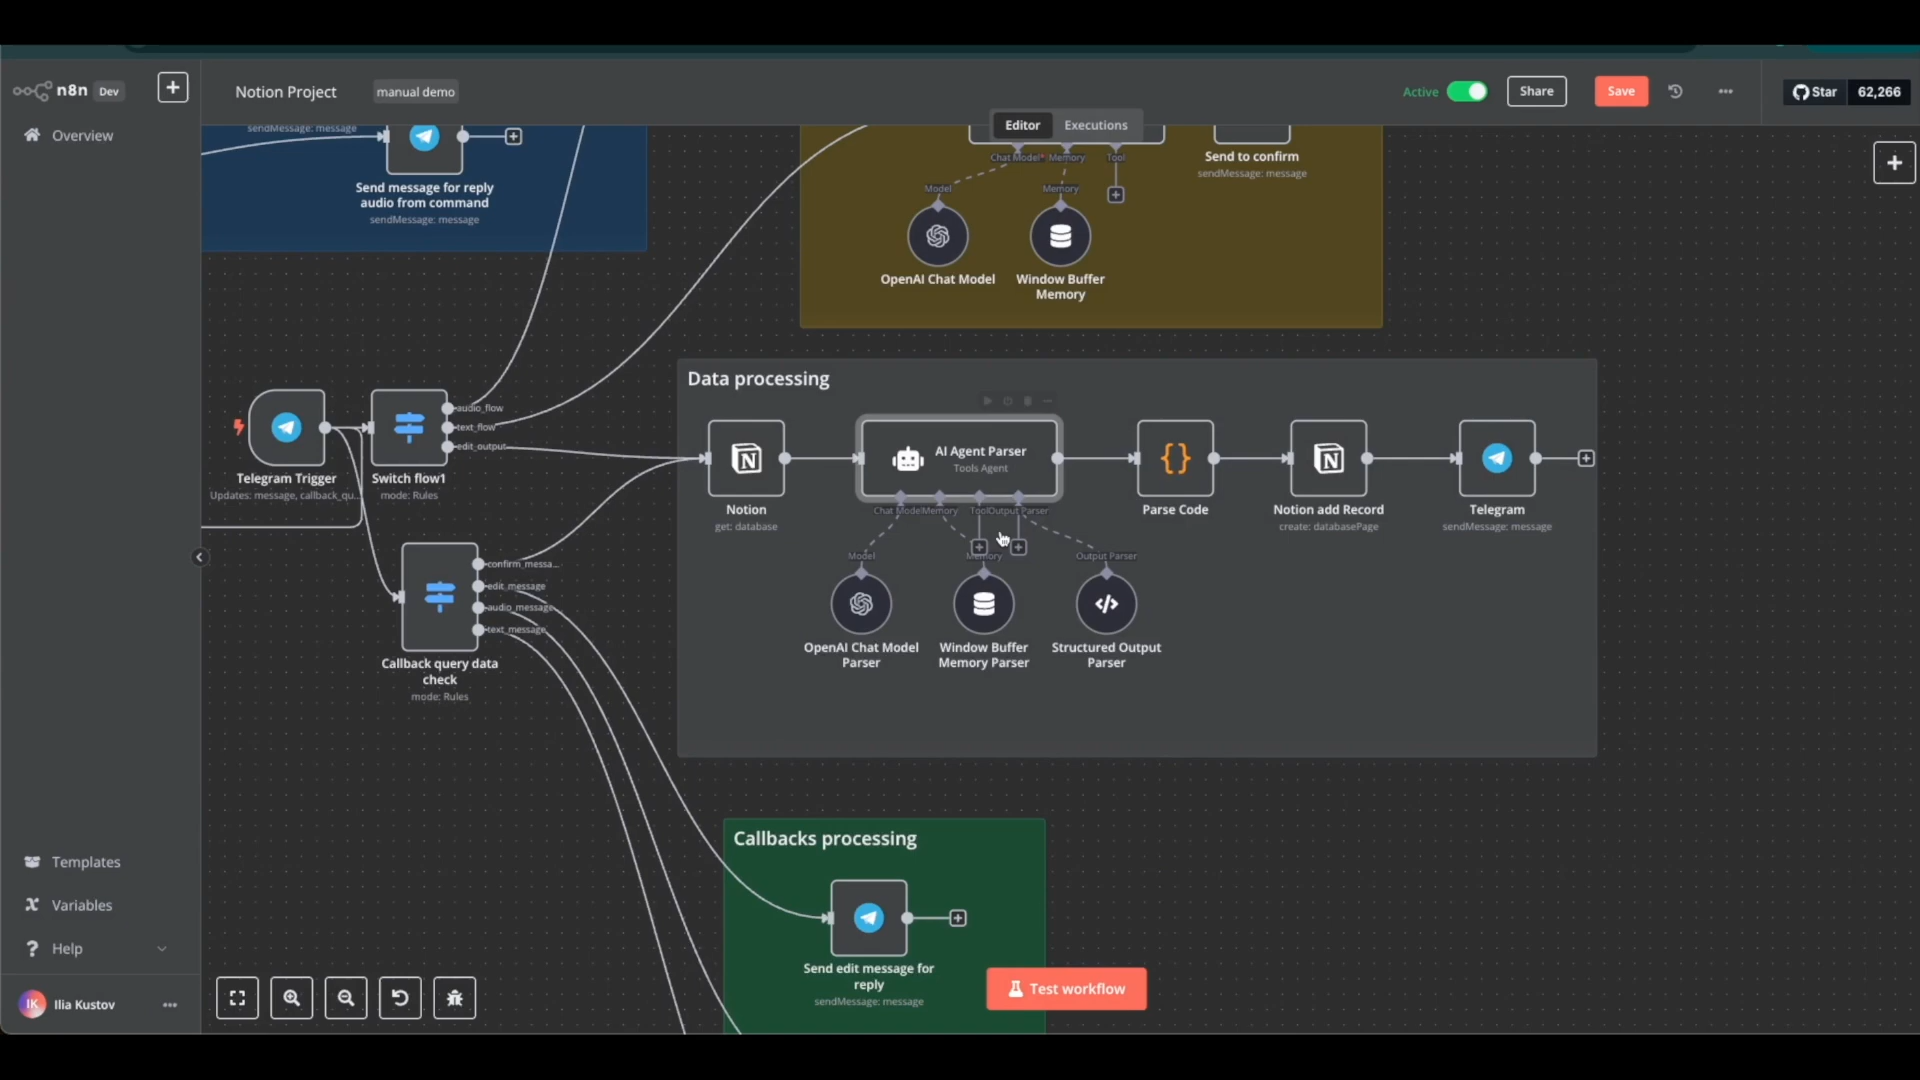 n8n Dev
Overview
Notion Project
manual demo
Active
Share
Save
Star
62,266
Editor
Executions
sendMessage: message
Send message for reply
audio from command
sendMessage: message
Chat Model*
Memory
Tool
Model
Memory
OpenAI Chat Model
Window Buffer
Memory
Send to confirm
sendMessage: message
Data processing
Telegram Trigger
Updates: message, callback_qu...
audio_flow
text_flow
edit_output
Switch flow1
mode: Rules
Notion
get: database
AI Agent Parser
Tools Agent
Chat Model
Memory
Tool
Output Parser
Parse Code
Notion add Record
create: databasePage
Telegram
sendMessage: message
Model
Memory
Output Parser
OpenAI Chat Model
Parser
Window Buffer
Memory Parser
Structured Output
Parser
confirm_messa...
edit_message
audio_message
text_message
Callback query data
check
mode: Rules
Callbacks processing
Send edit message for
reply
sendMessage: message
Test workflow
Templates
Variables
Help
IK
Ilia Kustov